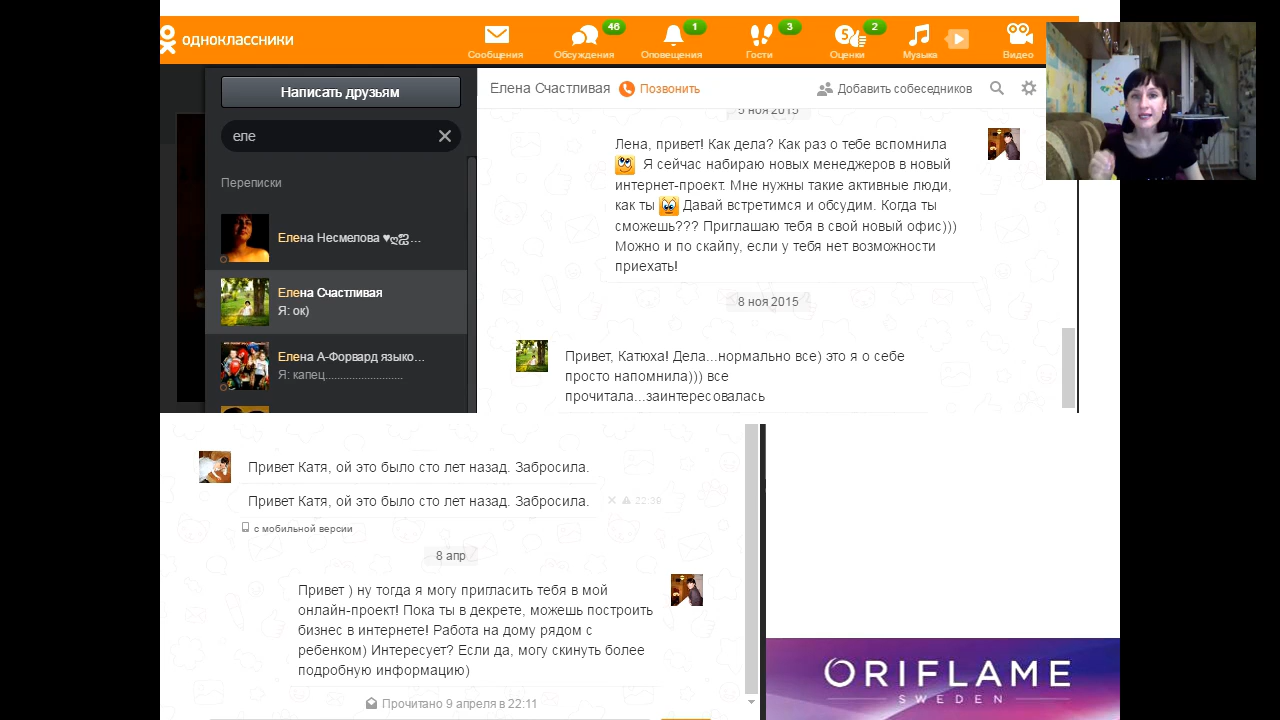 одноклассники
46
1
3
5
2
Сообщения
Обсуждения
Оповещения
Гости
Оценки
Музыка
Видео
Написать друзьям
еле
Переписки
Елена Несмелова
Елена Счастливая
Я: ок)
Елена А-Форвард языко...
Я: капец..........................
Елена Счастливая
Позвонить
Добавить собеседников
5 ноя 2015
Лена, привет! Как дела? Как раз о тебе вспомнила
Я сейчас набираю новых менеджеров в новый
интернет-проект. Мне нужны такие активные люди,
как ты Давай встретимся и обсудим. Когда ты
сможешь??? Приглашаю тебя в свой новый офис)))
Можно и по скайпу, если у тебя нет возможности
приехать!
8 ноя 2015
Привет, Катюха! Дела...нормально все) это я о себе
просто напомнила))) все
прочитала...заинтересовалась
Привет Катя, ой это было сто лет назад. Забросила.
Привет Катя, ой это было сто лет назад. Забросила.
22:39
с мобильной версии
8 апр
Привет ) ну тогда я могу пригласить тебя в мой
онлайн-проект! Пока ты в декрете, можешь построить
бизнес в интернете! Работа на дому рядом с
ребенком) Интересует? Если да, могу скинуть более
подробную информацию)
Прочитано 9 апреля в 22:11
ORIFLAME
SWEDEN